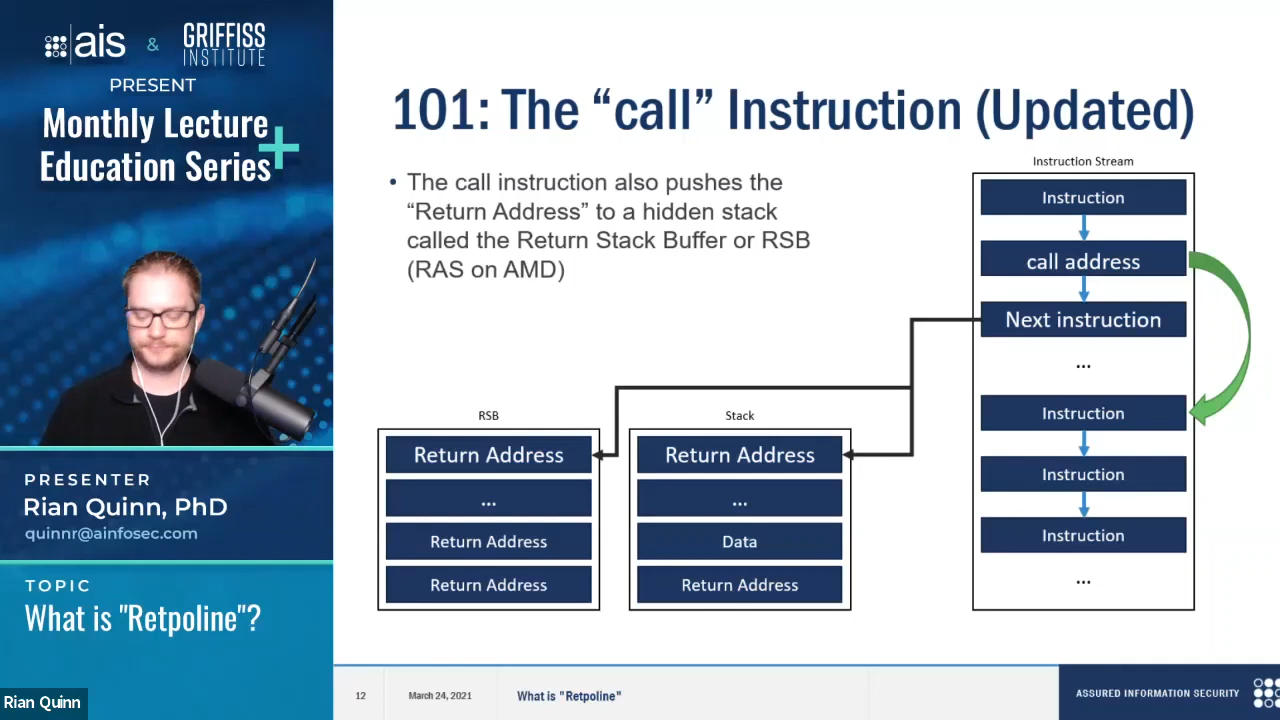 ais & GRIFFISS
INSTITUTE
PRESENT
Monthly Lecture
Education Series+
PRESENTER
Rian Quinn, PhD
quinnr@ainfosec.com
TOPIC
What is "Retpoline"?
Rian Quinn
101: The “call” Instruction (Updated)
• The call instruction also pushes the
“Return Address” to a hidden stack
called the Return Stack Buffer or RSB
(RAS on AMD)
Instruction Stream
Instruction
call address
Next instruction
...
Instruction
Instruction
Instruction
...
RSB
Return Address
...
Return Address
Return Address
Stack
Return Address
...
Data
Return Address
12
March 24, 2021
What is "Retpoline"
ASSURED INFORMATION SECURITY